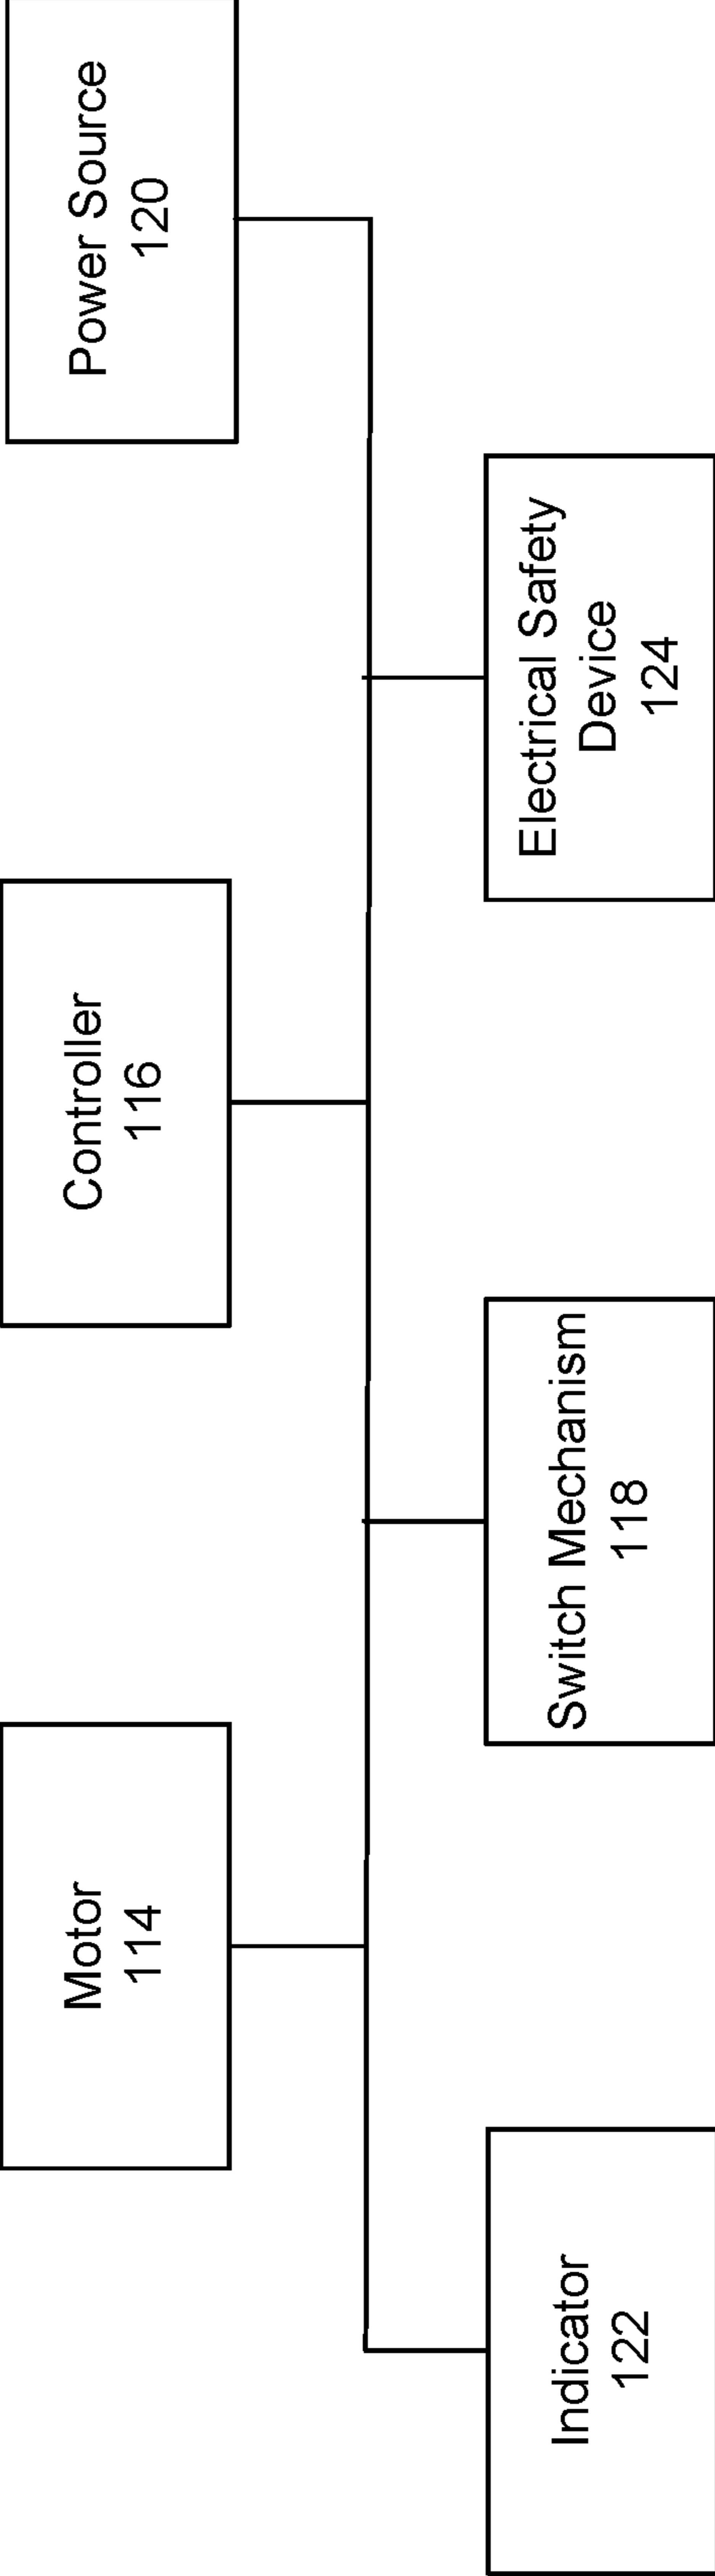 Motor
114
Controller
116
Power Source
120
Indicator
122
Switch Mechanism
118
Electrical Safety
Device
124